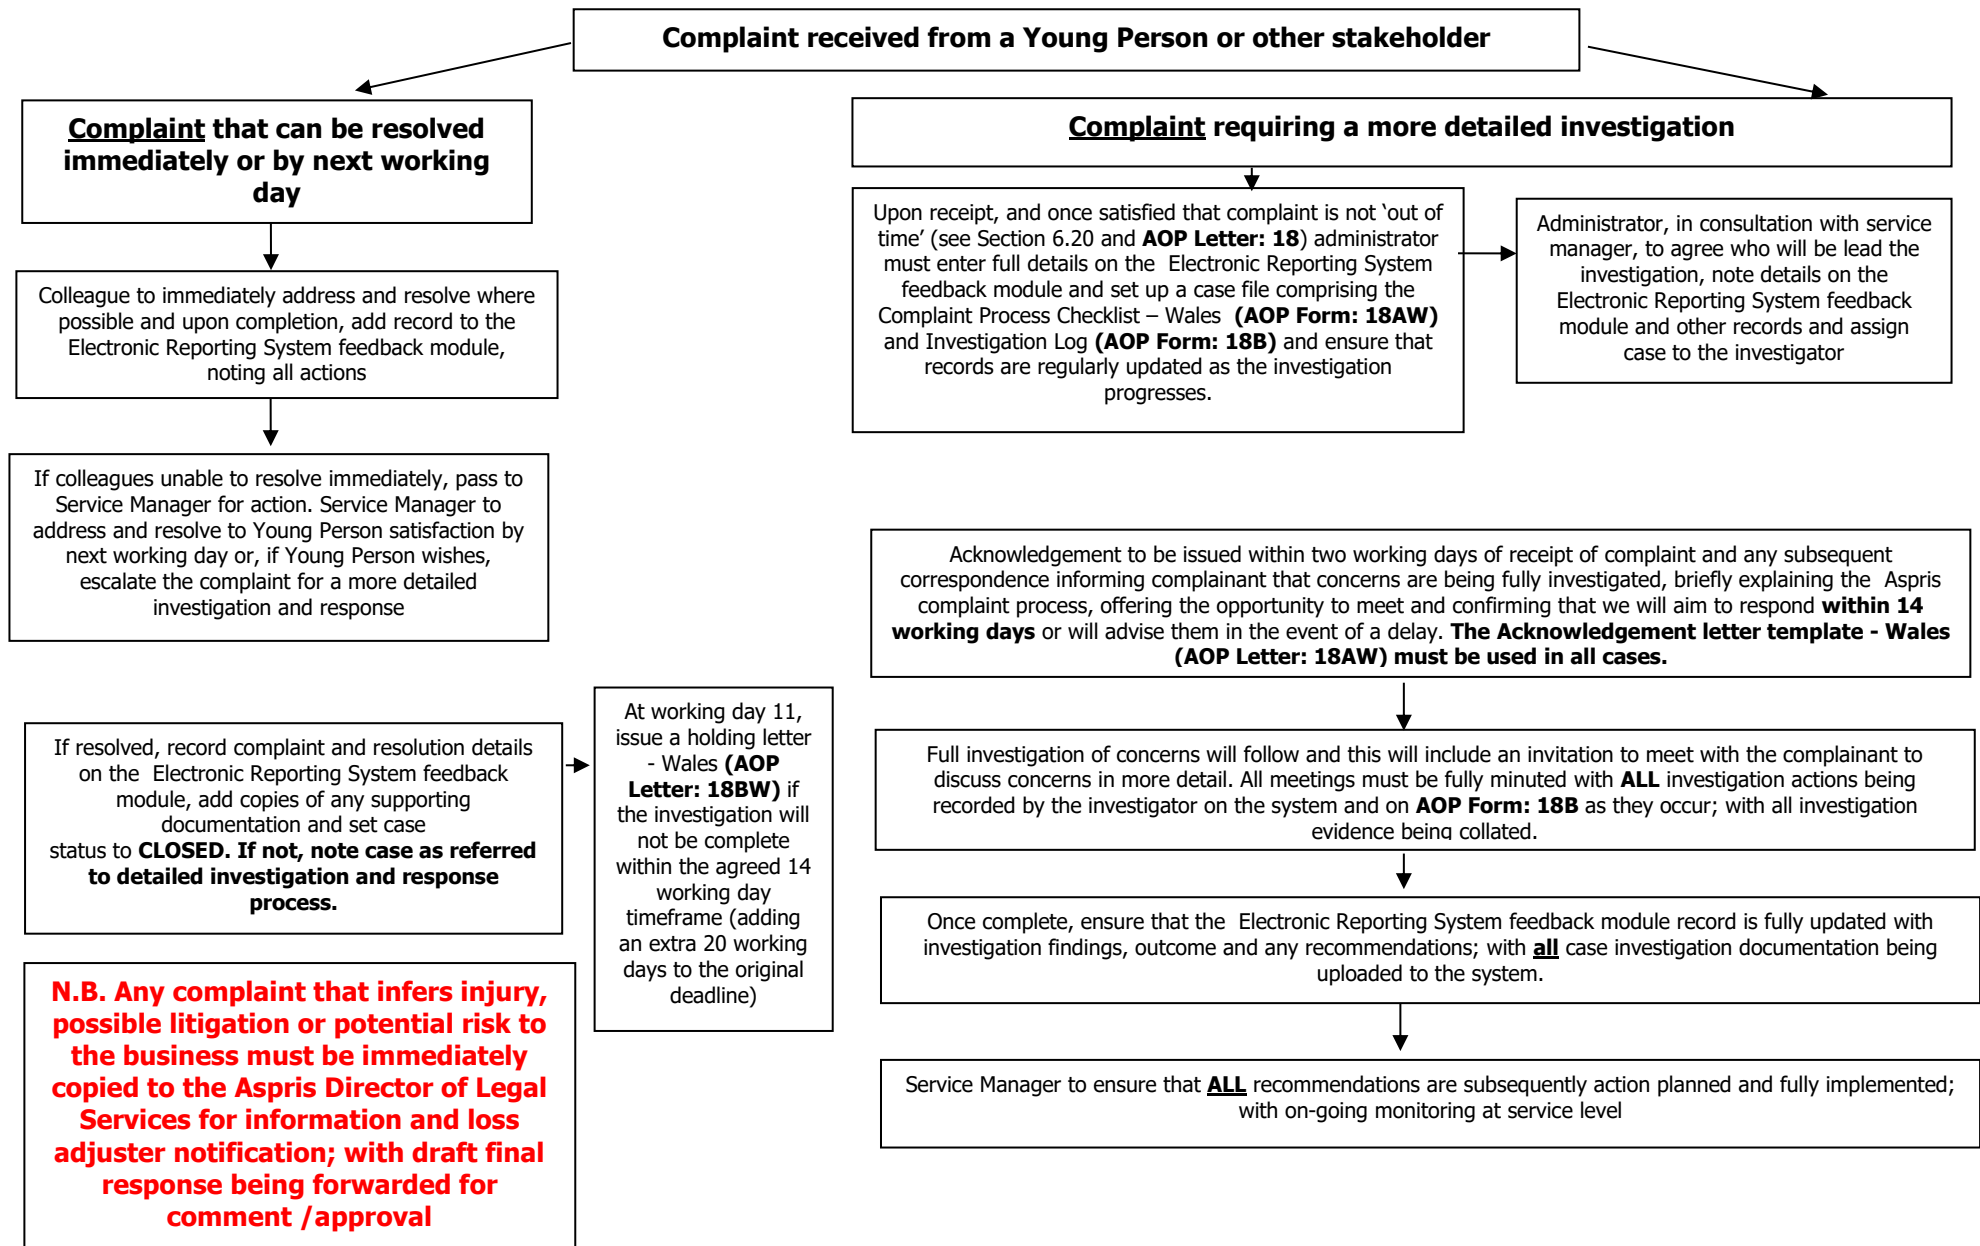 Complaint received from a Young Person or other stakeholder
Complaint that can be resolved
immediately or by next working
day
Colleague to immediately address and resolve where
possible and upon completion, add record to the
Electronic Reporting System feedback module,
noting all actions
If colleagues unable to resolve immediately, pass to
Service Manager for action. Service Manager to
address and resolve to Young Person satisfaction by
next working day or, if Young Person wishes,
escalate the complaint for a more detailed
investigation and response
If resolved, record complaint and resolution details
on the Electronic Reporting System feedback
module, add copies of any supporting
documentation and set case
status to CLOSED. If not, note case as referred
to detailed investigation and response
process.
At working day 11,
issue a holding letter
- Wales (AOP
Letter: 18BW) if
the investigation will
not be complete
within the agreed 14
working day
timeframe (adding
an extra 20 working
days to the original
deadline)
N.B. Any complaint that infers injury,
possible litigation or potential risk to
the business must be immediately
copied to the Aspris Director of Legal
Services for information and loss
adjuster notification; with draft final
response being forwarded for
comment /approval
Complaint requiring a more detailed investigation
Upon receipt, and once satisfied that complaint is not ‘out of
time’ (see Section 6.20 and AOP Letter: 18) administrator
must enter full details on the Electronic Reporting System
feedback module and set up a case file comprising the
Complaint Process Checklist – Wales (AOP Form: 18AW)
and Investigation Log (AOP Form: 18B) and ensure that
records are regularly updated as the investigation
progresses.
Administrator, in consultation with service
manager, to agree who will be lead the
investigation, note details on the
Electronic Reporting System feedback
module and other records and assign
case to the investigator
Acknowledgement to be issued within two working days of receipt of complaint and any subsequent
correspondence informing complainant that concerns are being fully investigated, briefly explaining the Aspris
complaint process, offering the opportunity to meet and confirming that we will aim to respond within 14
working days or will advise them in the event of a delay. The Acknowledgement letter template - Wales
(AOP Letter: 18AW) must be used in all cases.
Full investigation of concerns will follow and this will include an invitation to meet with the complainant to
discuss concerns in more detail. All meetings must be fully minuted with ALL investigation actions being
recorded by the investigator on the system and on AOP Form: 18B as they occur; with all investigation
evidence being collated.
Once complete, ensure that the Electronic Reporting System feedback module record is fully updated with
investigation findings, outcome and any recommendations; with all case investigation documentation being
uploaded to the system.
Service Manager to ensure that ALL recommendations are subsequently action planned and fully implemented;
with on-going monitoring at service level